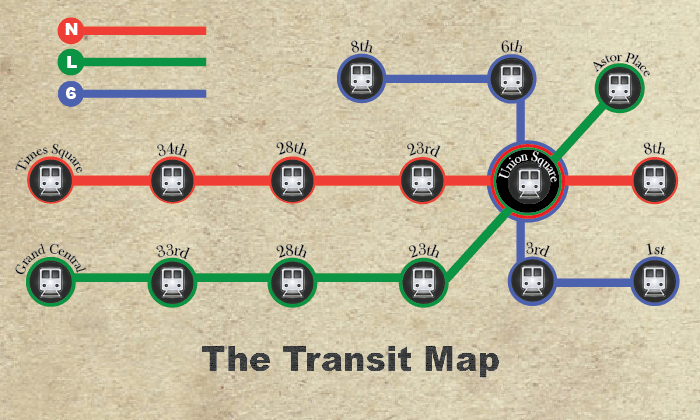 N
L
6
8th
6th
Astor Place
Times Square
34th
28th
23rd
Union Square
8th
Grand Central
33rd
28th
23th
3rd
1st
The Transit Map